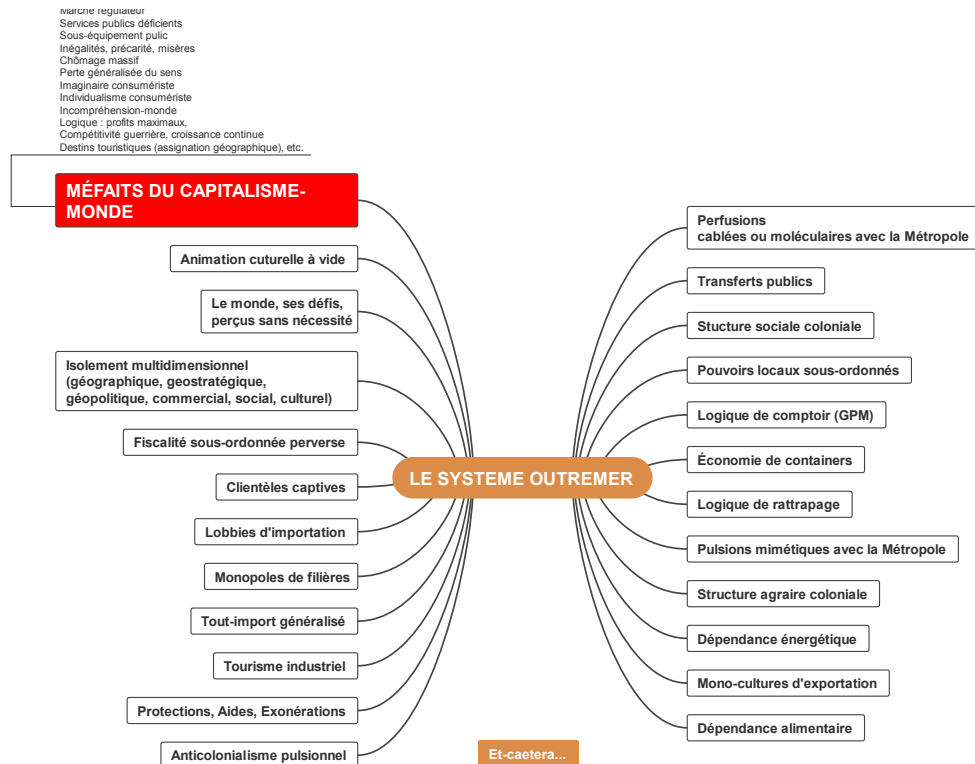 Marché régulateur
Services publics déficients
Sous-équipement pulic
Inégalités, précarité, misères
Chômage massif
Perte généralisée du sens
Imaginaire consumériste
Individualisme consumériste
Incompréhension-monde
Logique : profits maximaux,
Compétitivité guerrière, croissance continue
Destins touristiques (assignation géographique), etc.
MÉFAITS DU CAPITALISME-
MONDE
Animation cuturelle à vide
Le monde, ses défis,
perçus sans nécessité
Isolement multidimensionnel
(géographique, geostratégique,
géopolitique, commercial, social, culturel)
Fiscalité sous-ordonnée perverse
Clientèles captives
Lobbies d'importation
Monopoles de filières
Tout-import généralisé
Tourisme industriel
Protections, Aides, Exonérations
Anticolonialisme pulsionnel
LE SYSTEME OUTREMER
Perfusions
cablées ou moléculaires avec la Métropole
Transferts publics
Stucture sociale coloniale
Pouvoirs locaux sous-ordonnés
Logique de comptoir (GPM)
Économie de containers
Logique de rattrapage
Pulsions mimétiques avec la Métropole
Structure agraire coloniale
Dépendance énergétique
Mono-cultures d'exportation
Dépendance alimentaire
Et-caetera...